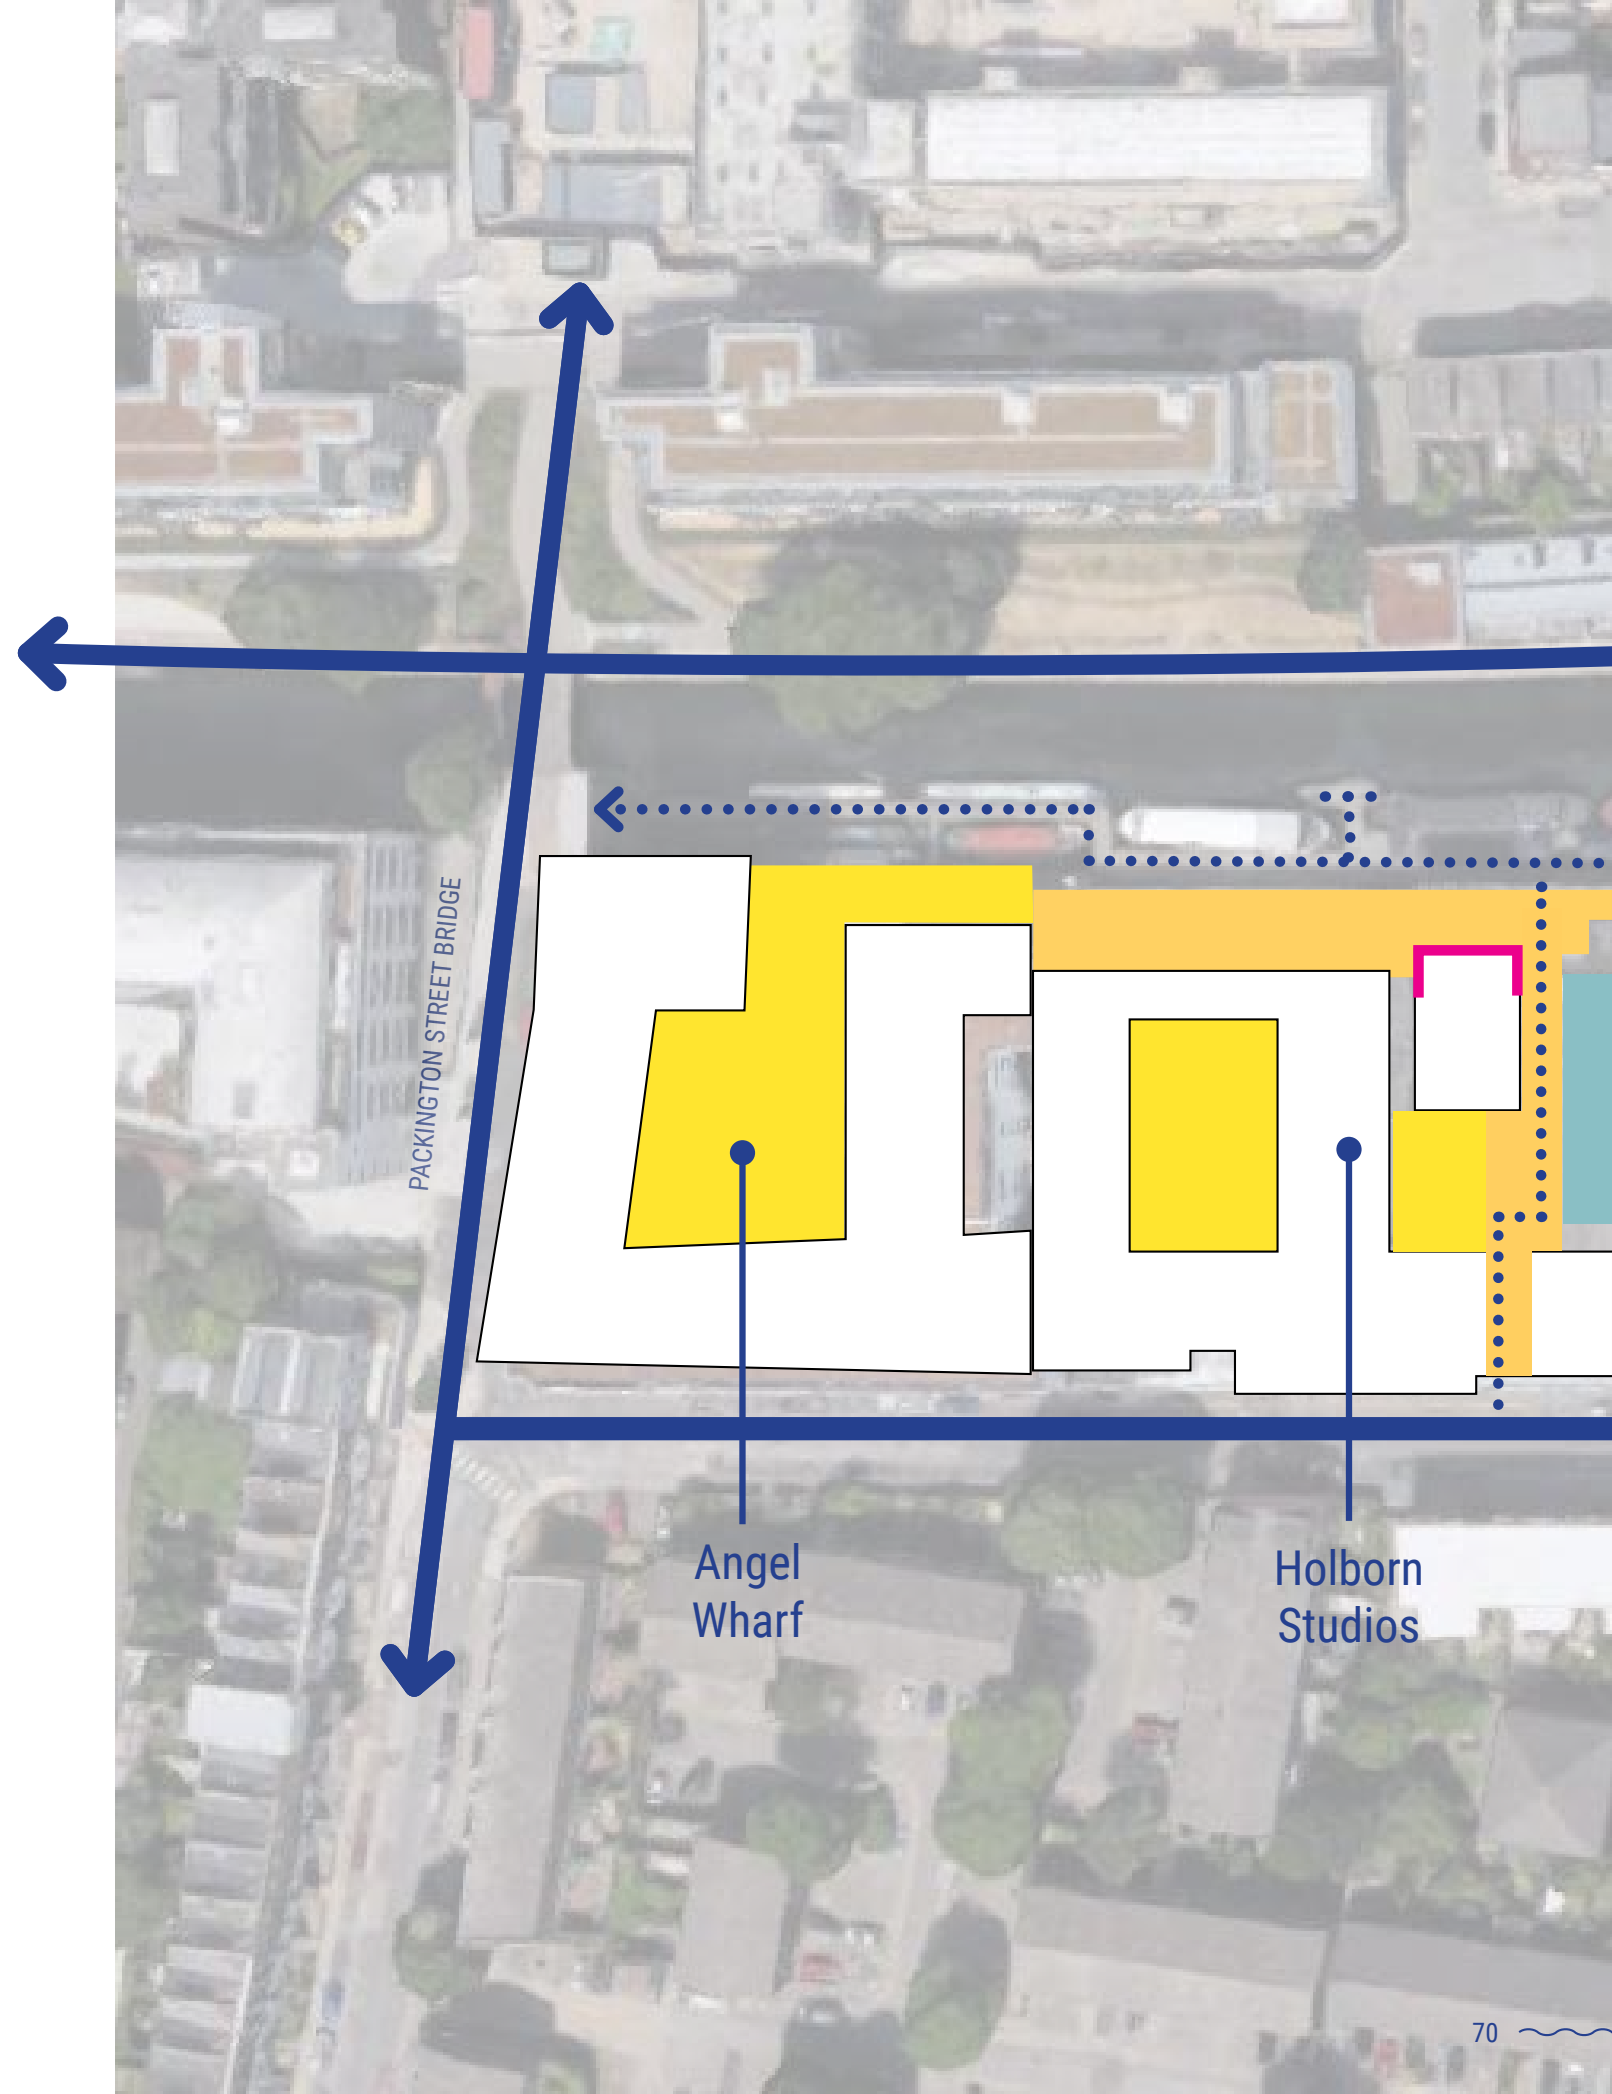 PACKINGTON STREET BRIDGE
Angel
Wharf
Holborn
Studios
70